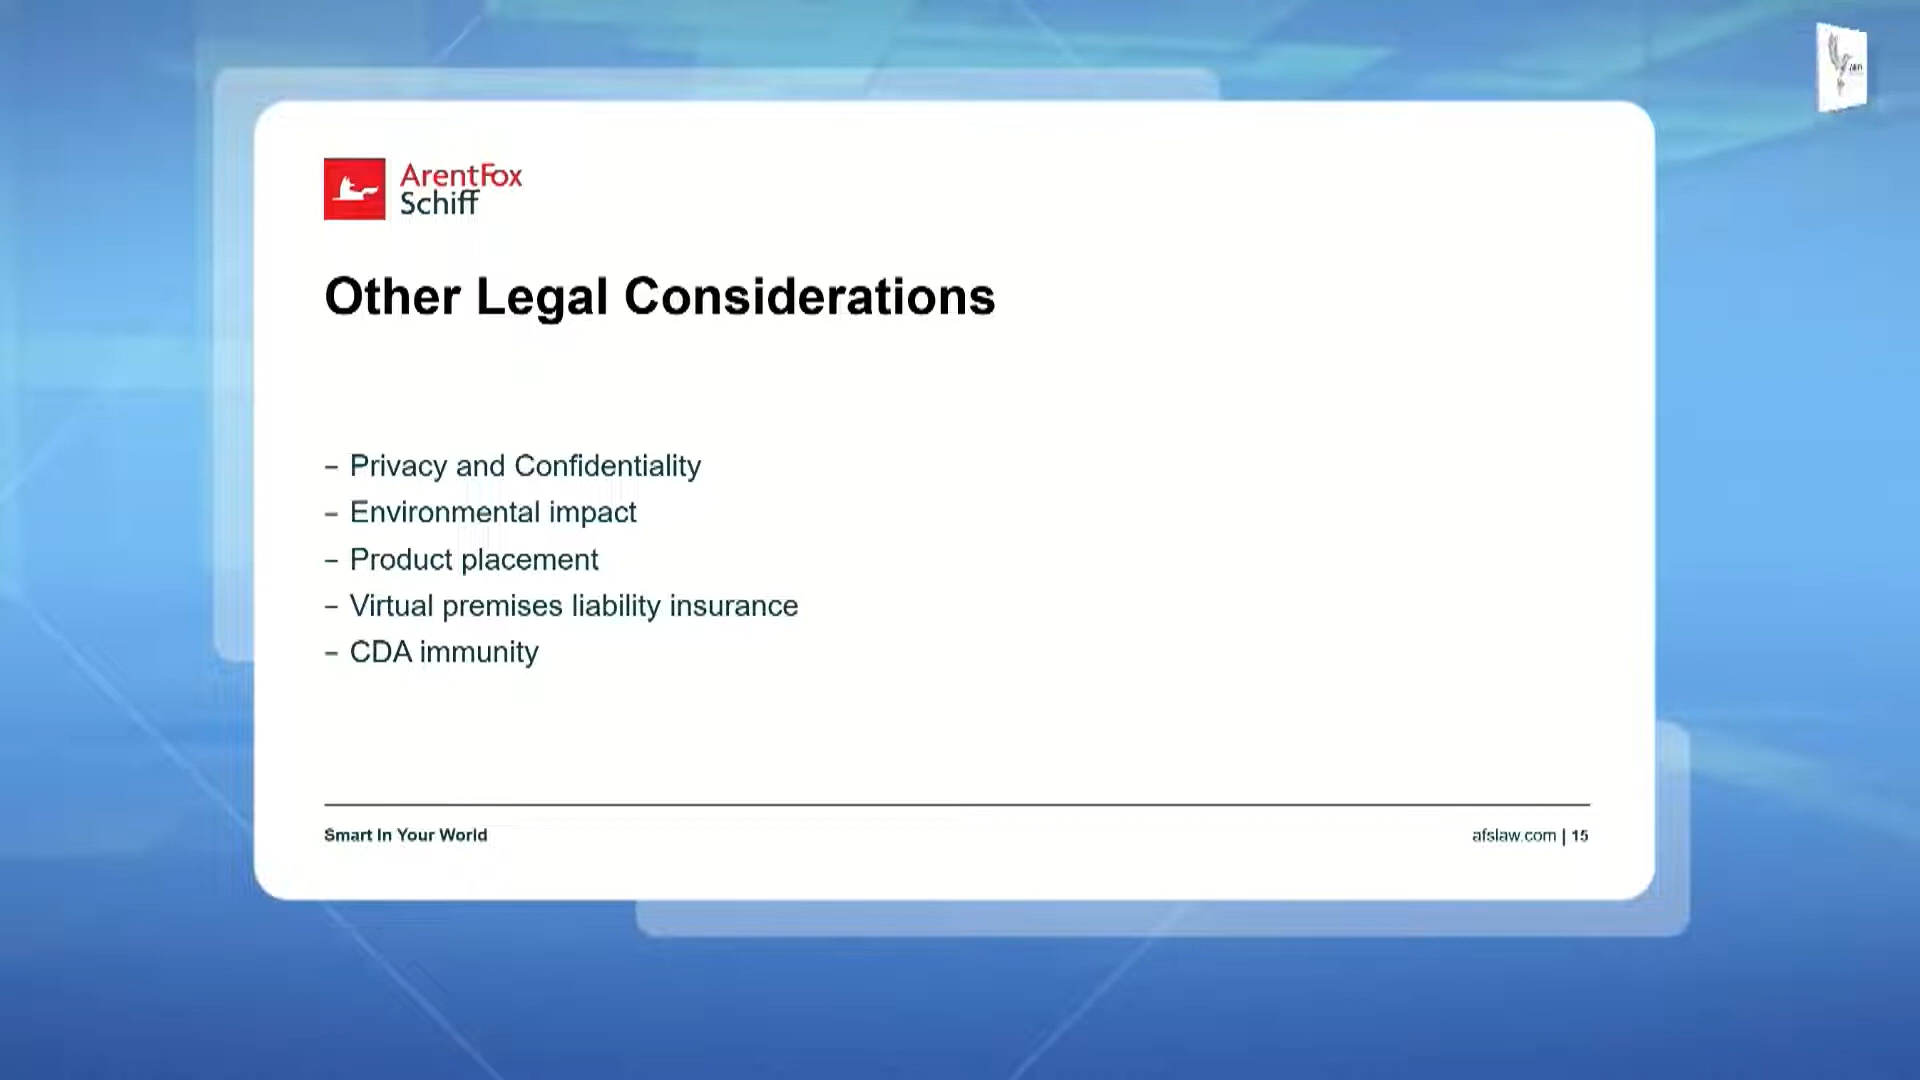 ArentFox
Schiff
Other Legal Considerations
– Privacy and Confidentiality
– Environmental impact
– Product placement
– Virtual premises liability insurance
– CDA immunity
Smart In Your World
afslaw.com | 15